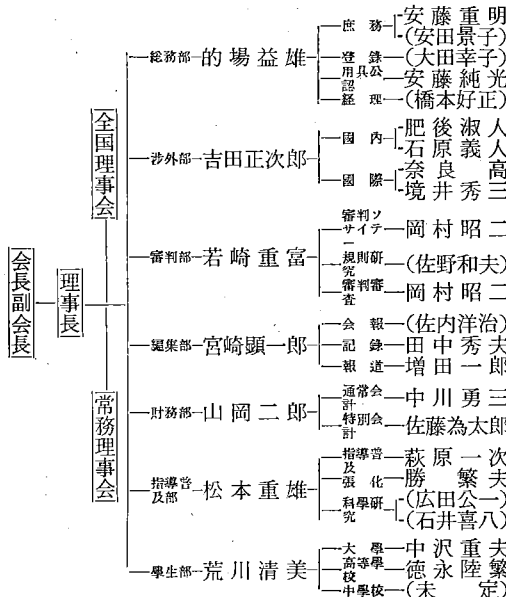 会長副会長
理事長
全国理事会
常務理事会
総務部 的場益雄
庶務 安藤重明
(安田景子)
登錄 (大田幸子)
用具公認 安藤純光
経理 (橋本好正)
渉外部 吉田正次郎
國内 肥後淑人
石原義人
國際 奈良高
境井秀三
審判部 若崎重富
審判ソサイテー 岡村昭二
規則研究 (佐野和夫)
審判審査 岡村昭二
編集部 宮崎顕一郎
会報 (佐内洋治)
記錄 田中秀夫
報道 増田一郎
財務部 山岡二郎
通常会計 中川勇三
特別会計 佐藤為太郎
指導普及部 松本重雄
指導普及 萩原一次
張化 勝繁夫
科學研究 (広田公一)
(石井喜八)
學生部 荒川清美
大學 中沢重夫
高等學校 徳永陸繁
中學校 (未定)